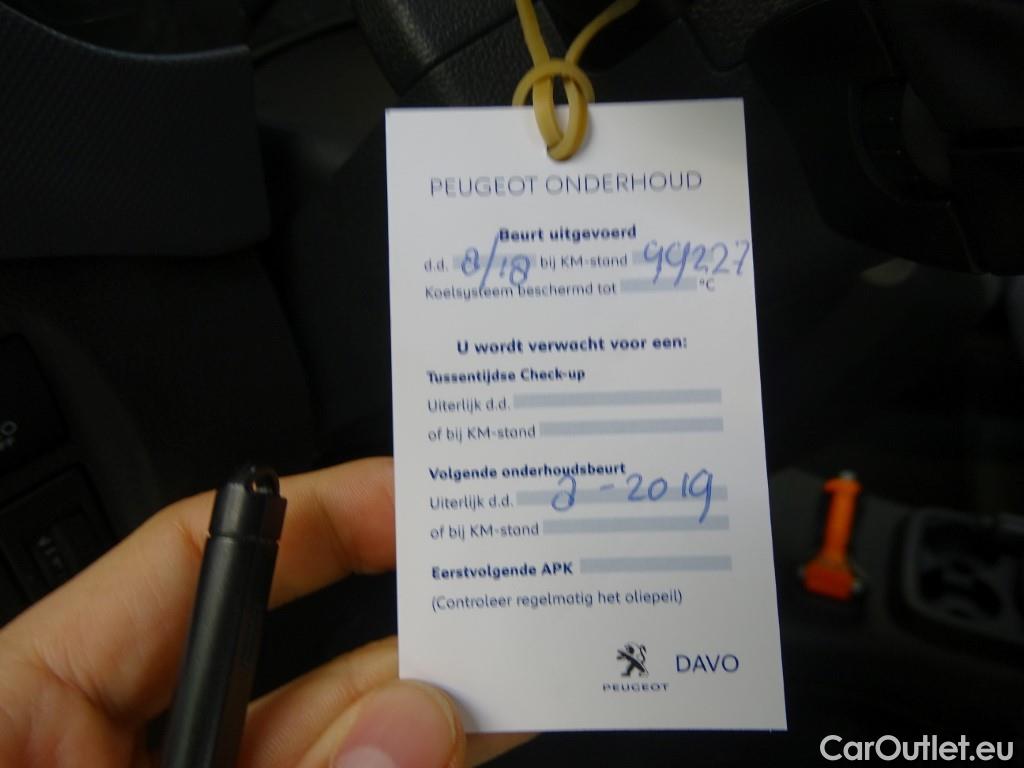 PEUGEOT ONDERHOUD
Beurt uitgevoerd
d.d. 8/18 bij KM-stand 99227
Koelsysteem beschermd tot °C
U wordt verwacht voor een:
Tussentijdse Check-up
Uiterlijk d.d.
of bij KM-stand
Volgende onderhoudsbeurt
Uiterlijk d.d. 8-2019
of bij KM-stand
Eerstvolgende APK
(Controleer regelmatig het oliepeil)
PEUGEOT DAVO
CarOutlet.eu